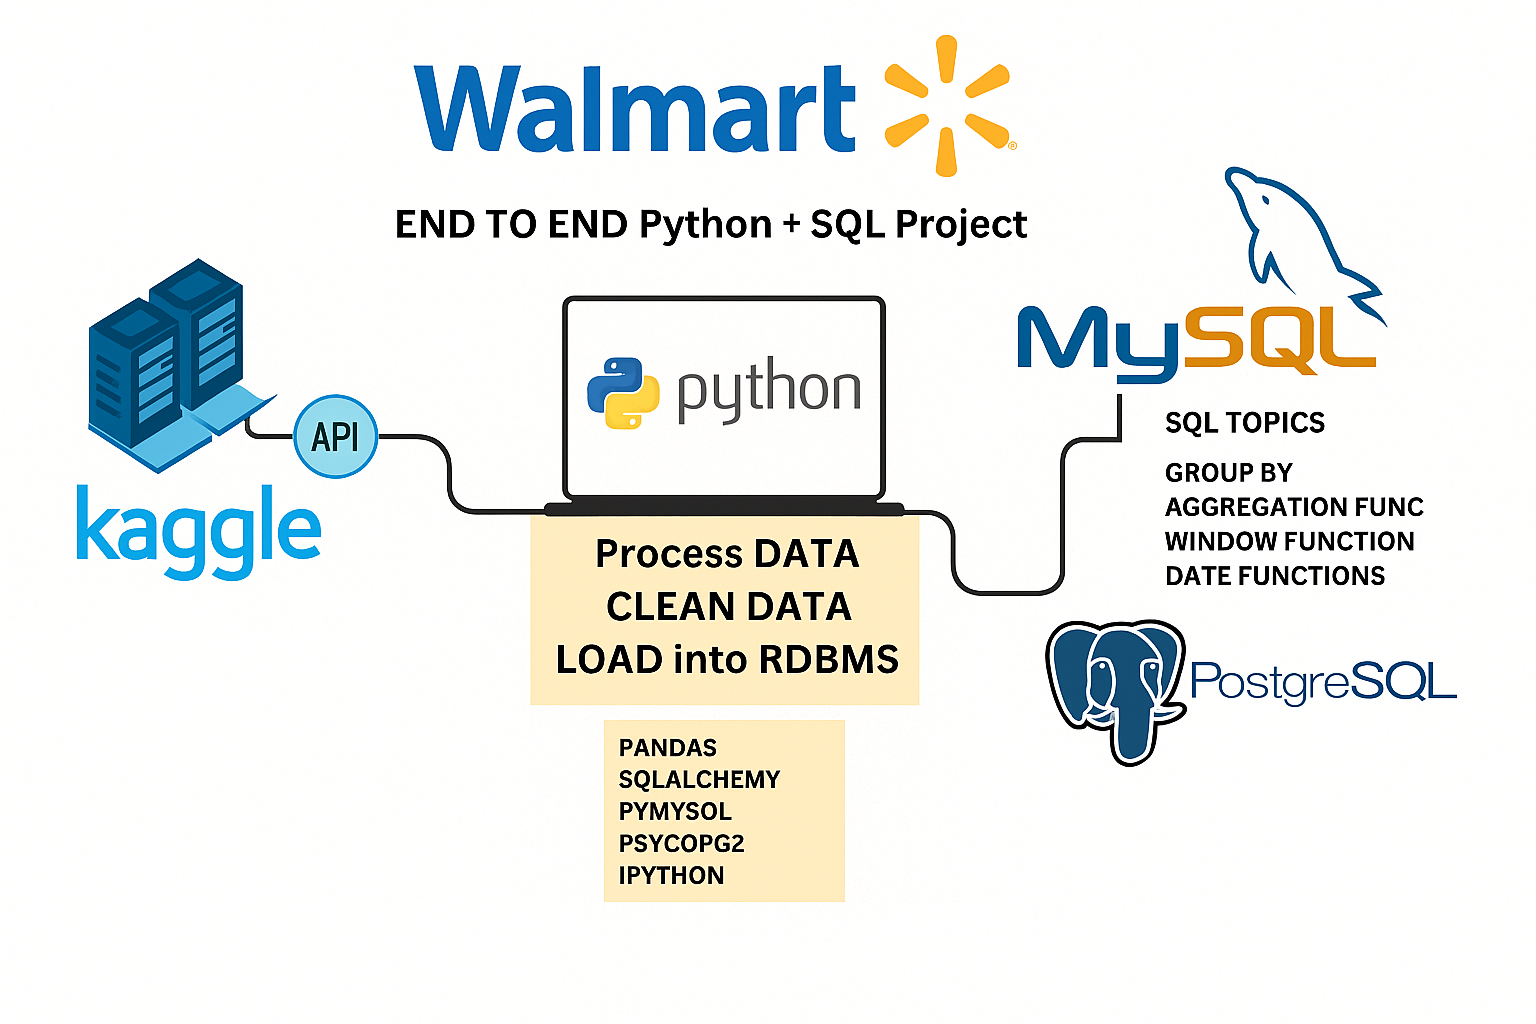 Walmart
®
END TO END Python + SQL Project
kaggle
API
python
Process DATA
CLEAN DATA
LOAD into RDBMS
PANDAS
SQLALCHEMY
PYMYSOL
PSYCOPG2
IPYTHON
MySQL
SQL TOPICS
GROUP BY
AGGREGATION FUNC
WINDOW FUNCTION
DATE FUNCTIONS
PostgreSQL